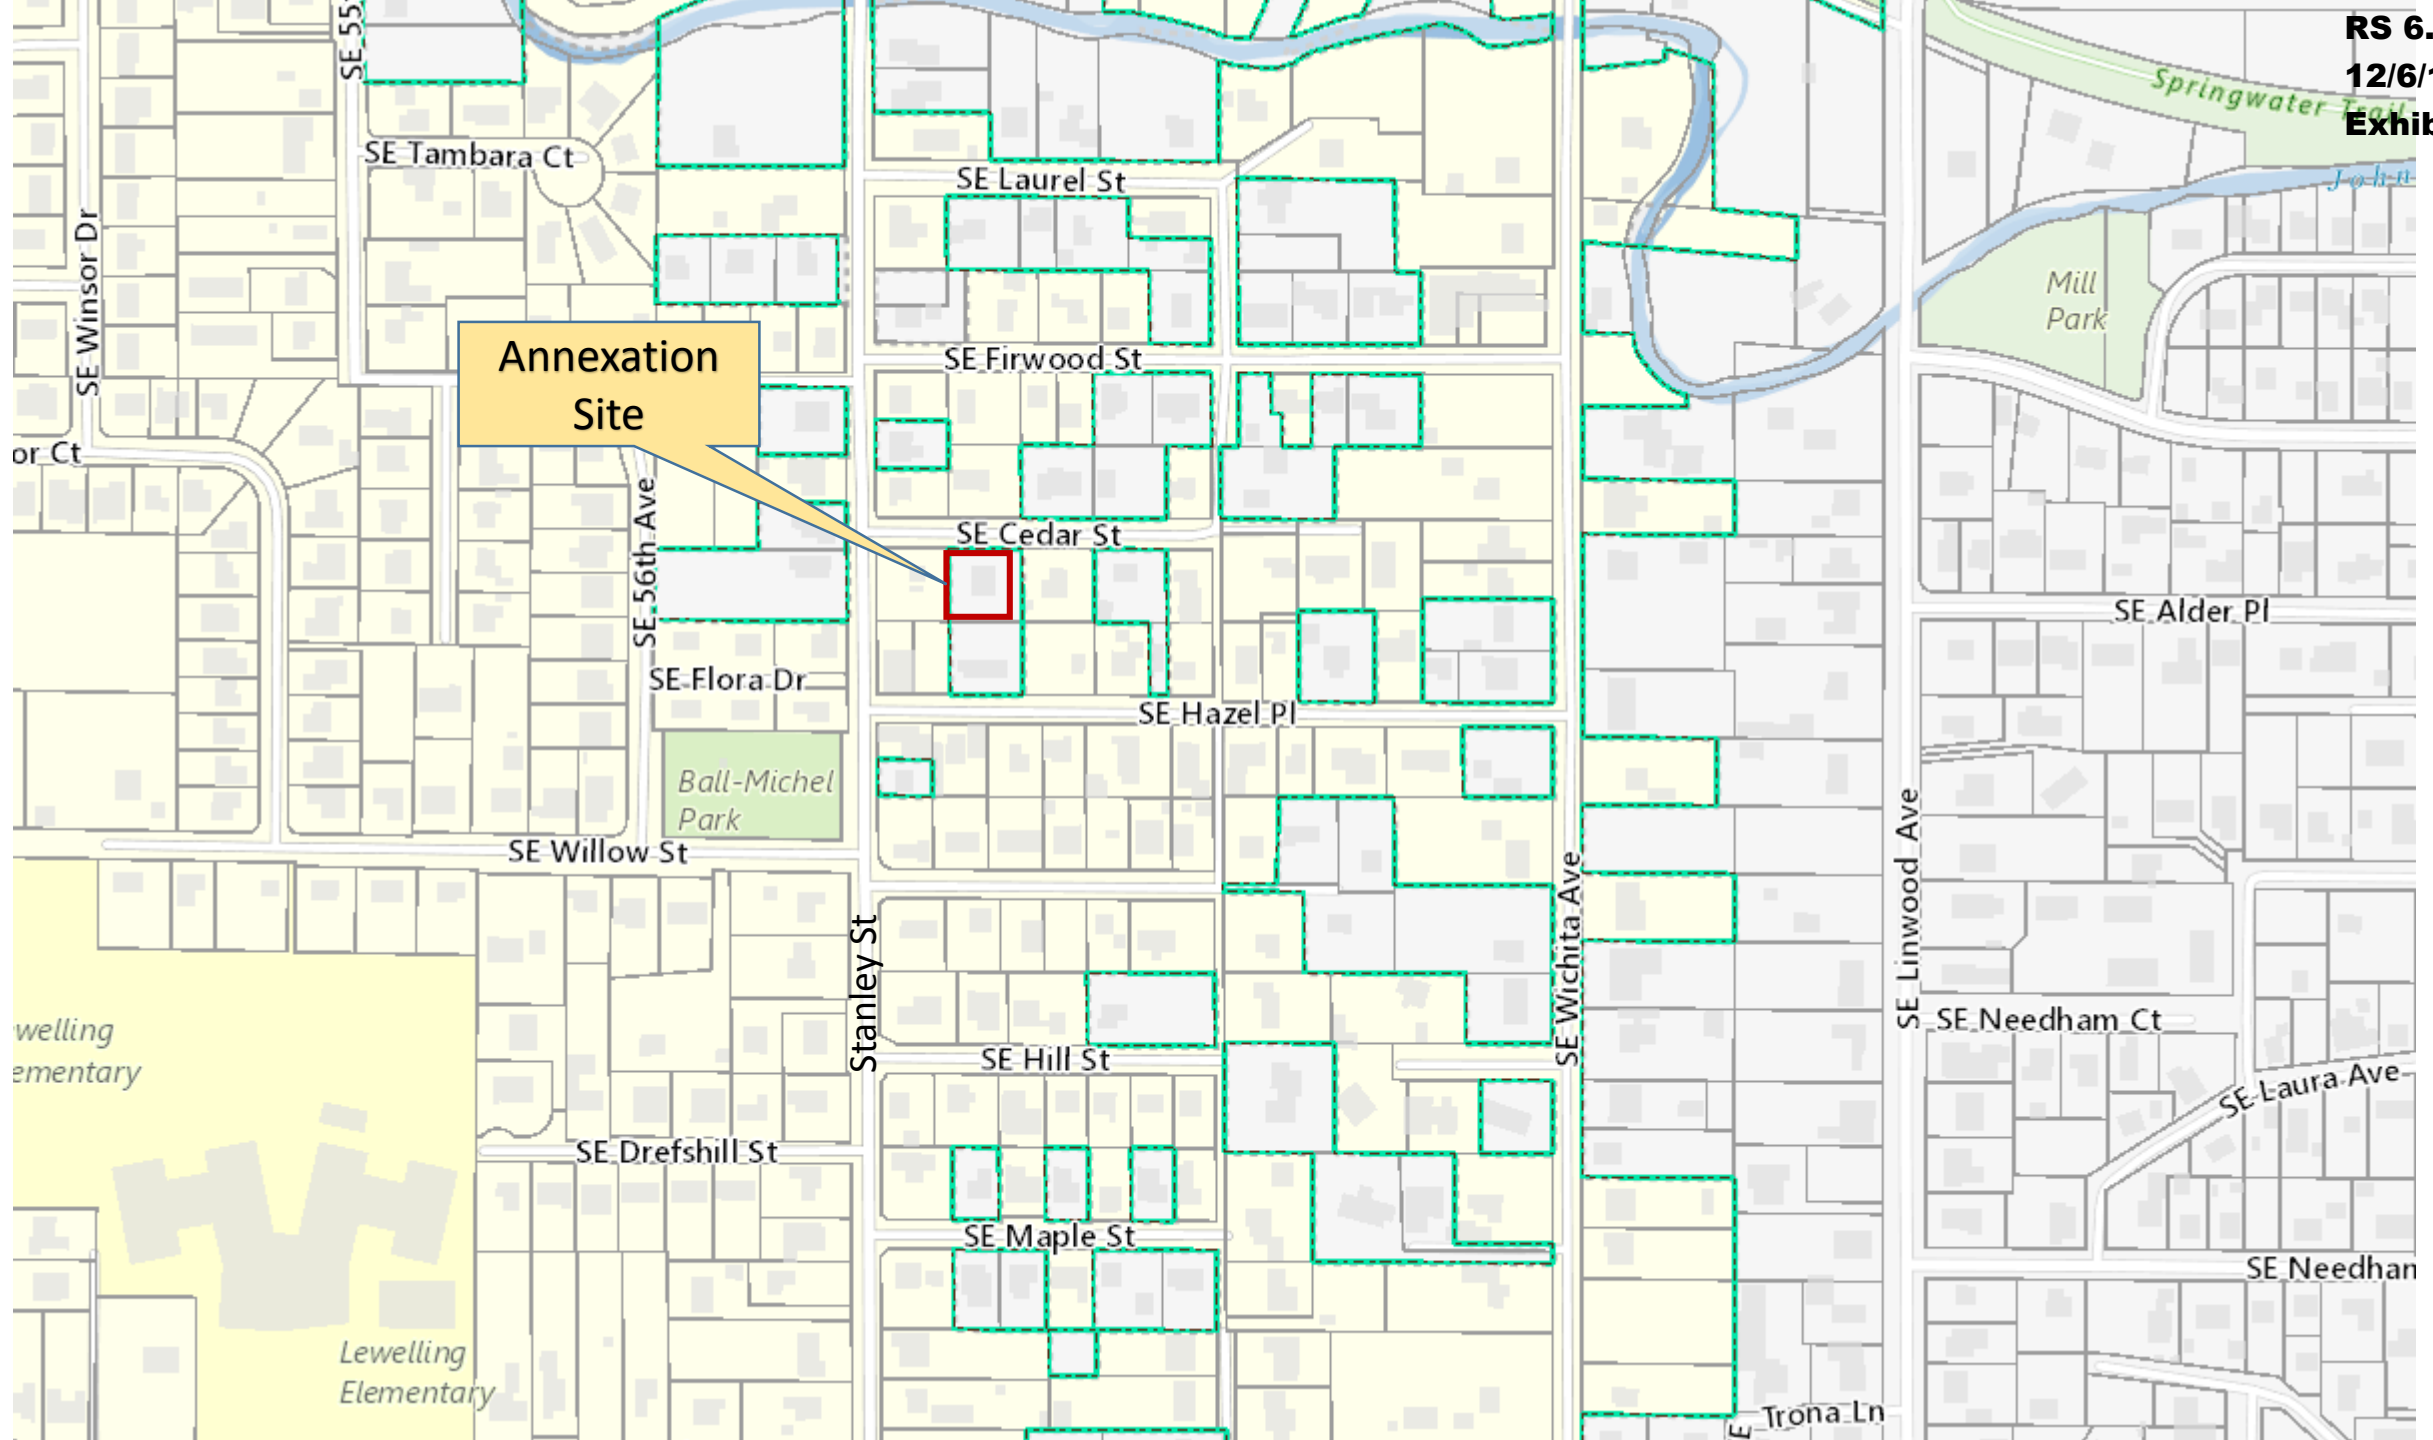 RS 6.
12/6/1
Exhib
SE 55t
Springwater Trail
SE Tambara Ct
SE Laurel St
John
SE Winsor Dr
Mill
Park
Annexation
Site
SE Firwood St
or Ct
SE 56th Ave
SE Cedar St
SE Alder Pl
SE Flora Dr
SE Hazel Pl
Ball-Michel
Park
SE Willow St
Stanley St
SE Wichita Ave
SE Linwood Ave
welling
ementary
SE Needham Ct
SE Hill St
SE Laura Ave
SE Drefshill St
SE Maple St
SE Needhan
Lewelling
Elementary
E Trona Ln